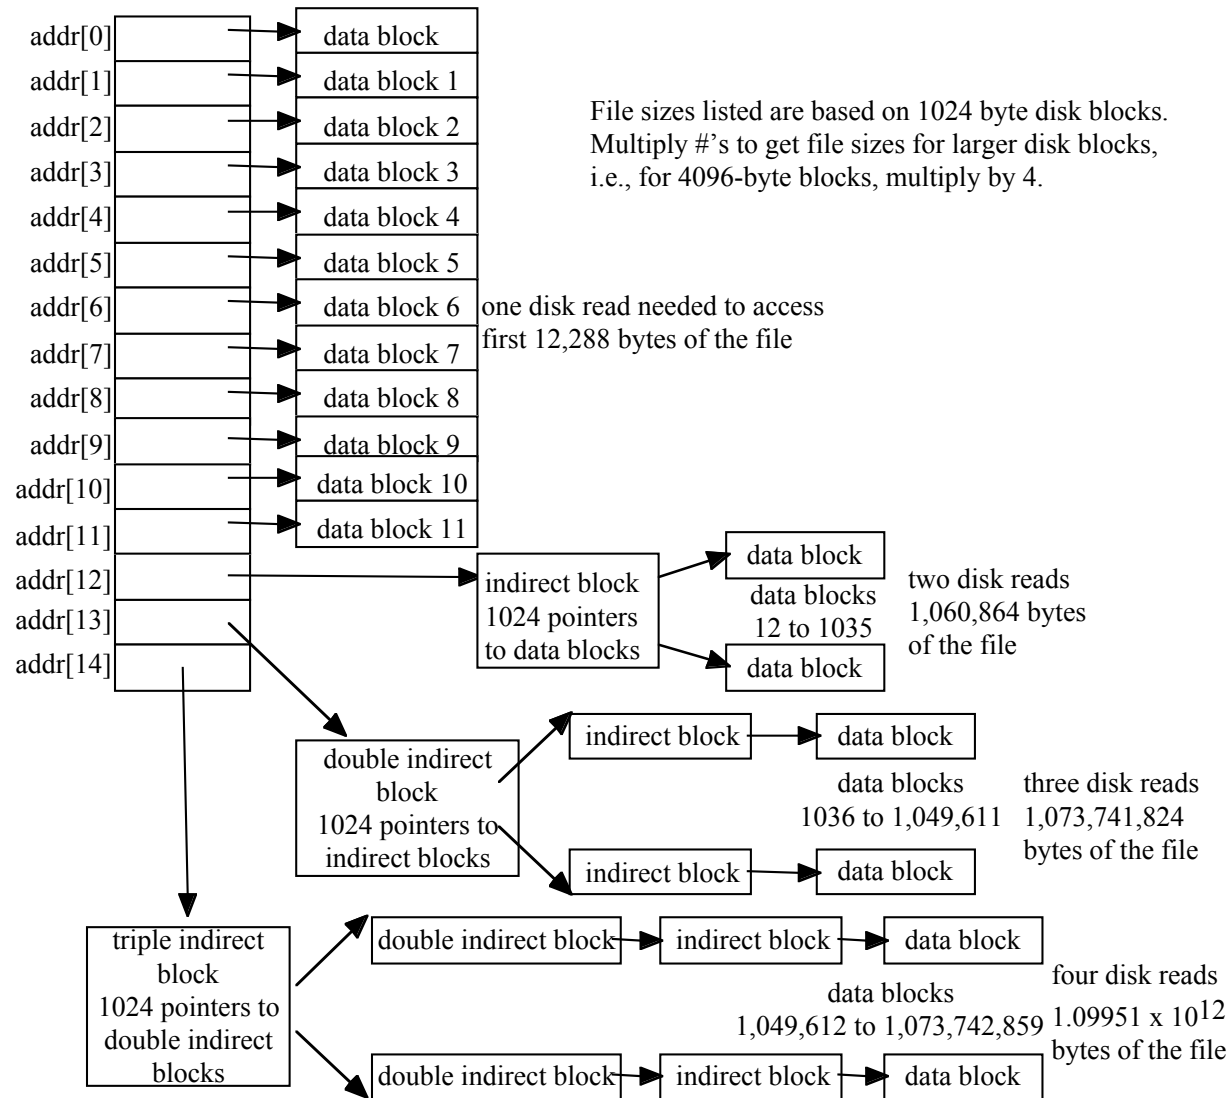 addr[0]
data block
addr[1]
data block 1
addr[2]
data block 2
addr[3]
data block 3
addr[4]
data block 4
addr[5]
data block 5
addr[6]
data block 6
addr[7]
data block 7
addr[8]
data block 8
addr[9]
data block 9
addr[10]
data block 10
addr[11]
data block 11
addr[12]
addr[13]
addr[14]
File sizes listed are based on 1024 byte disk blocks.
Multiply #'s to get file sizes for larger disk blocks,
i.e., for 4096-byte blocks, multiply by 4.
one disk read needed to access
first 12,288 bytes of the file
indirect block
1024 pointers
to data blocks
data block
data blocks
12 to 1035
data block
two disk reads
1,060,864 bytes
of the file
double indirect
block
1024 pointers to
indirect blocks
indirect block
data block
data blocks
1036 to 1,049,611
indirect block
data block
three disk reads
1,073,741,824
bytes of the file
triple indirect
block
1024 pointers to
double indirect
blocks
double indirect block
indirect block
data block
data blocks
1,049,612 to 1,073,742,859
double indirect block
indirect block
data block
four disk reads
1.09951 x 10^12
bytes of the file